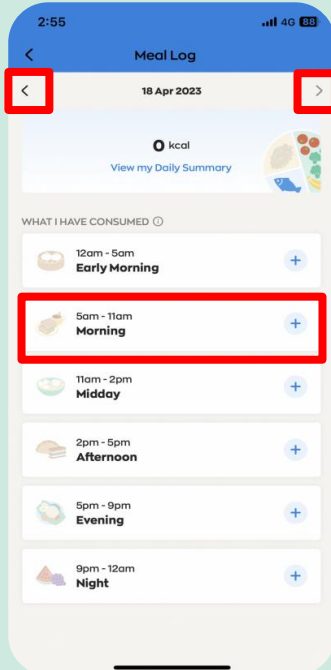 2:55
4G 88
Meal Log
18 Apr 2023
0 kcal
View my Daily Summary
WHAT I HAVE CONSUMED
12am - 5am
Early Morning
5am - 11am
Morning
11am - 2pm
Midday
2pm - 5pm
Afternoon
5pm - 9pm
Evening
9pm - 12am
Night